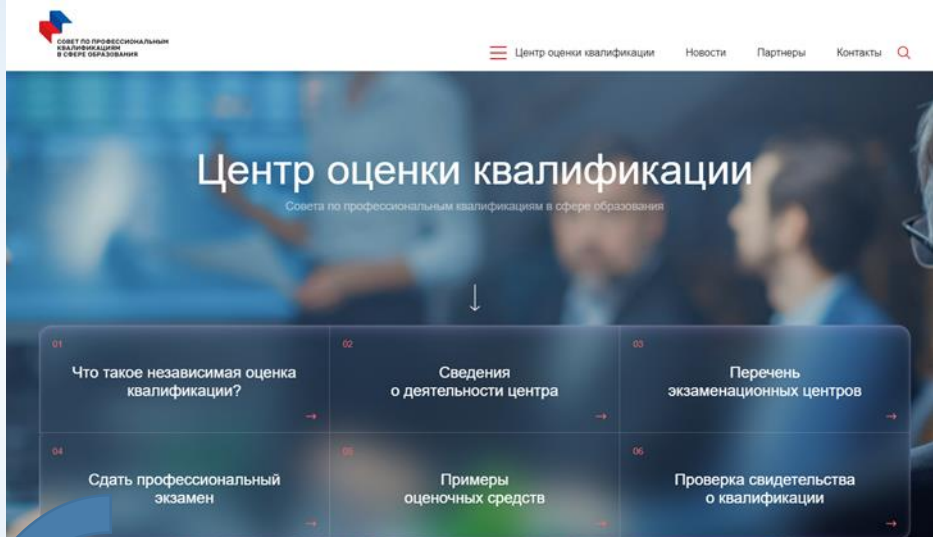 СОВЕТ ПО ПРОФЕССИОНАЛЬНЫМ
КВАЛИФИКАЦИЯМ
В СФЕРЕ ОБРАЗОВАНИЯ
Центр оценки квалификации
Новости
Партнеры
Контакты
Центр оценки квалификации
Совета по профессиональным квалификациям в сфере образования
01
Что такое независимая оценка
квалификации?
02
Сведения
о деятельности центра
03
Перечень
экзаменационных центров
04
Сдать профессиональный
экзамен
05
Примеры
оценочных средств
06
Проверка свидетельства
о квалификации